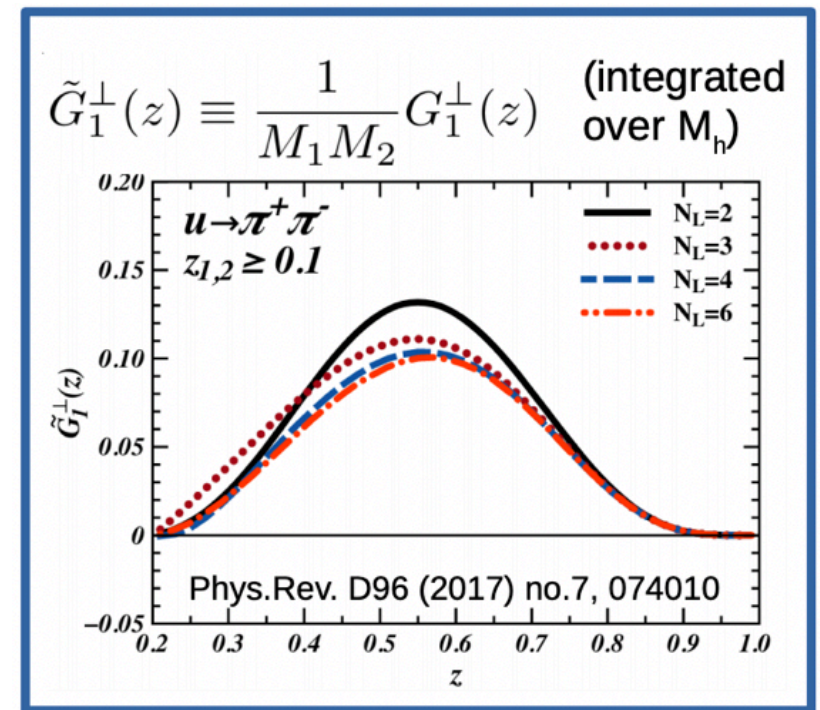 G̃₁^⊥(z) ≡ 1/(M₁M₂) G₁^⊥(z)
(integrated
over M_h)
u→π⁺π⁻
z₁,₂ ≥ 0.1
N_L=2
N_L=3
N_L=4
N_L=6
0.20
0.15
0.10
0.05
0
−0.05
G̃₁^⊥(z)
Phys.Rev. D96 (2017) no.7, 074010
0.2 0.3 0.4 0.5 0.6 0.7 0.8 0.9 1.0
z